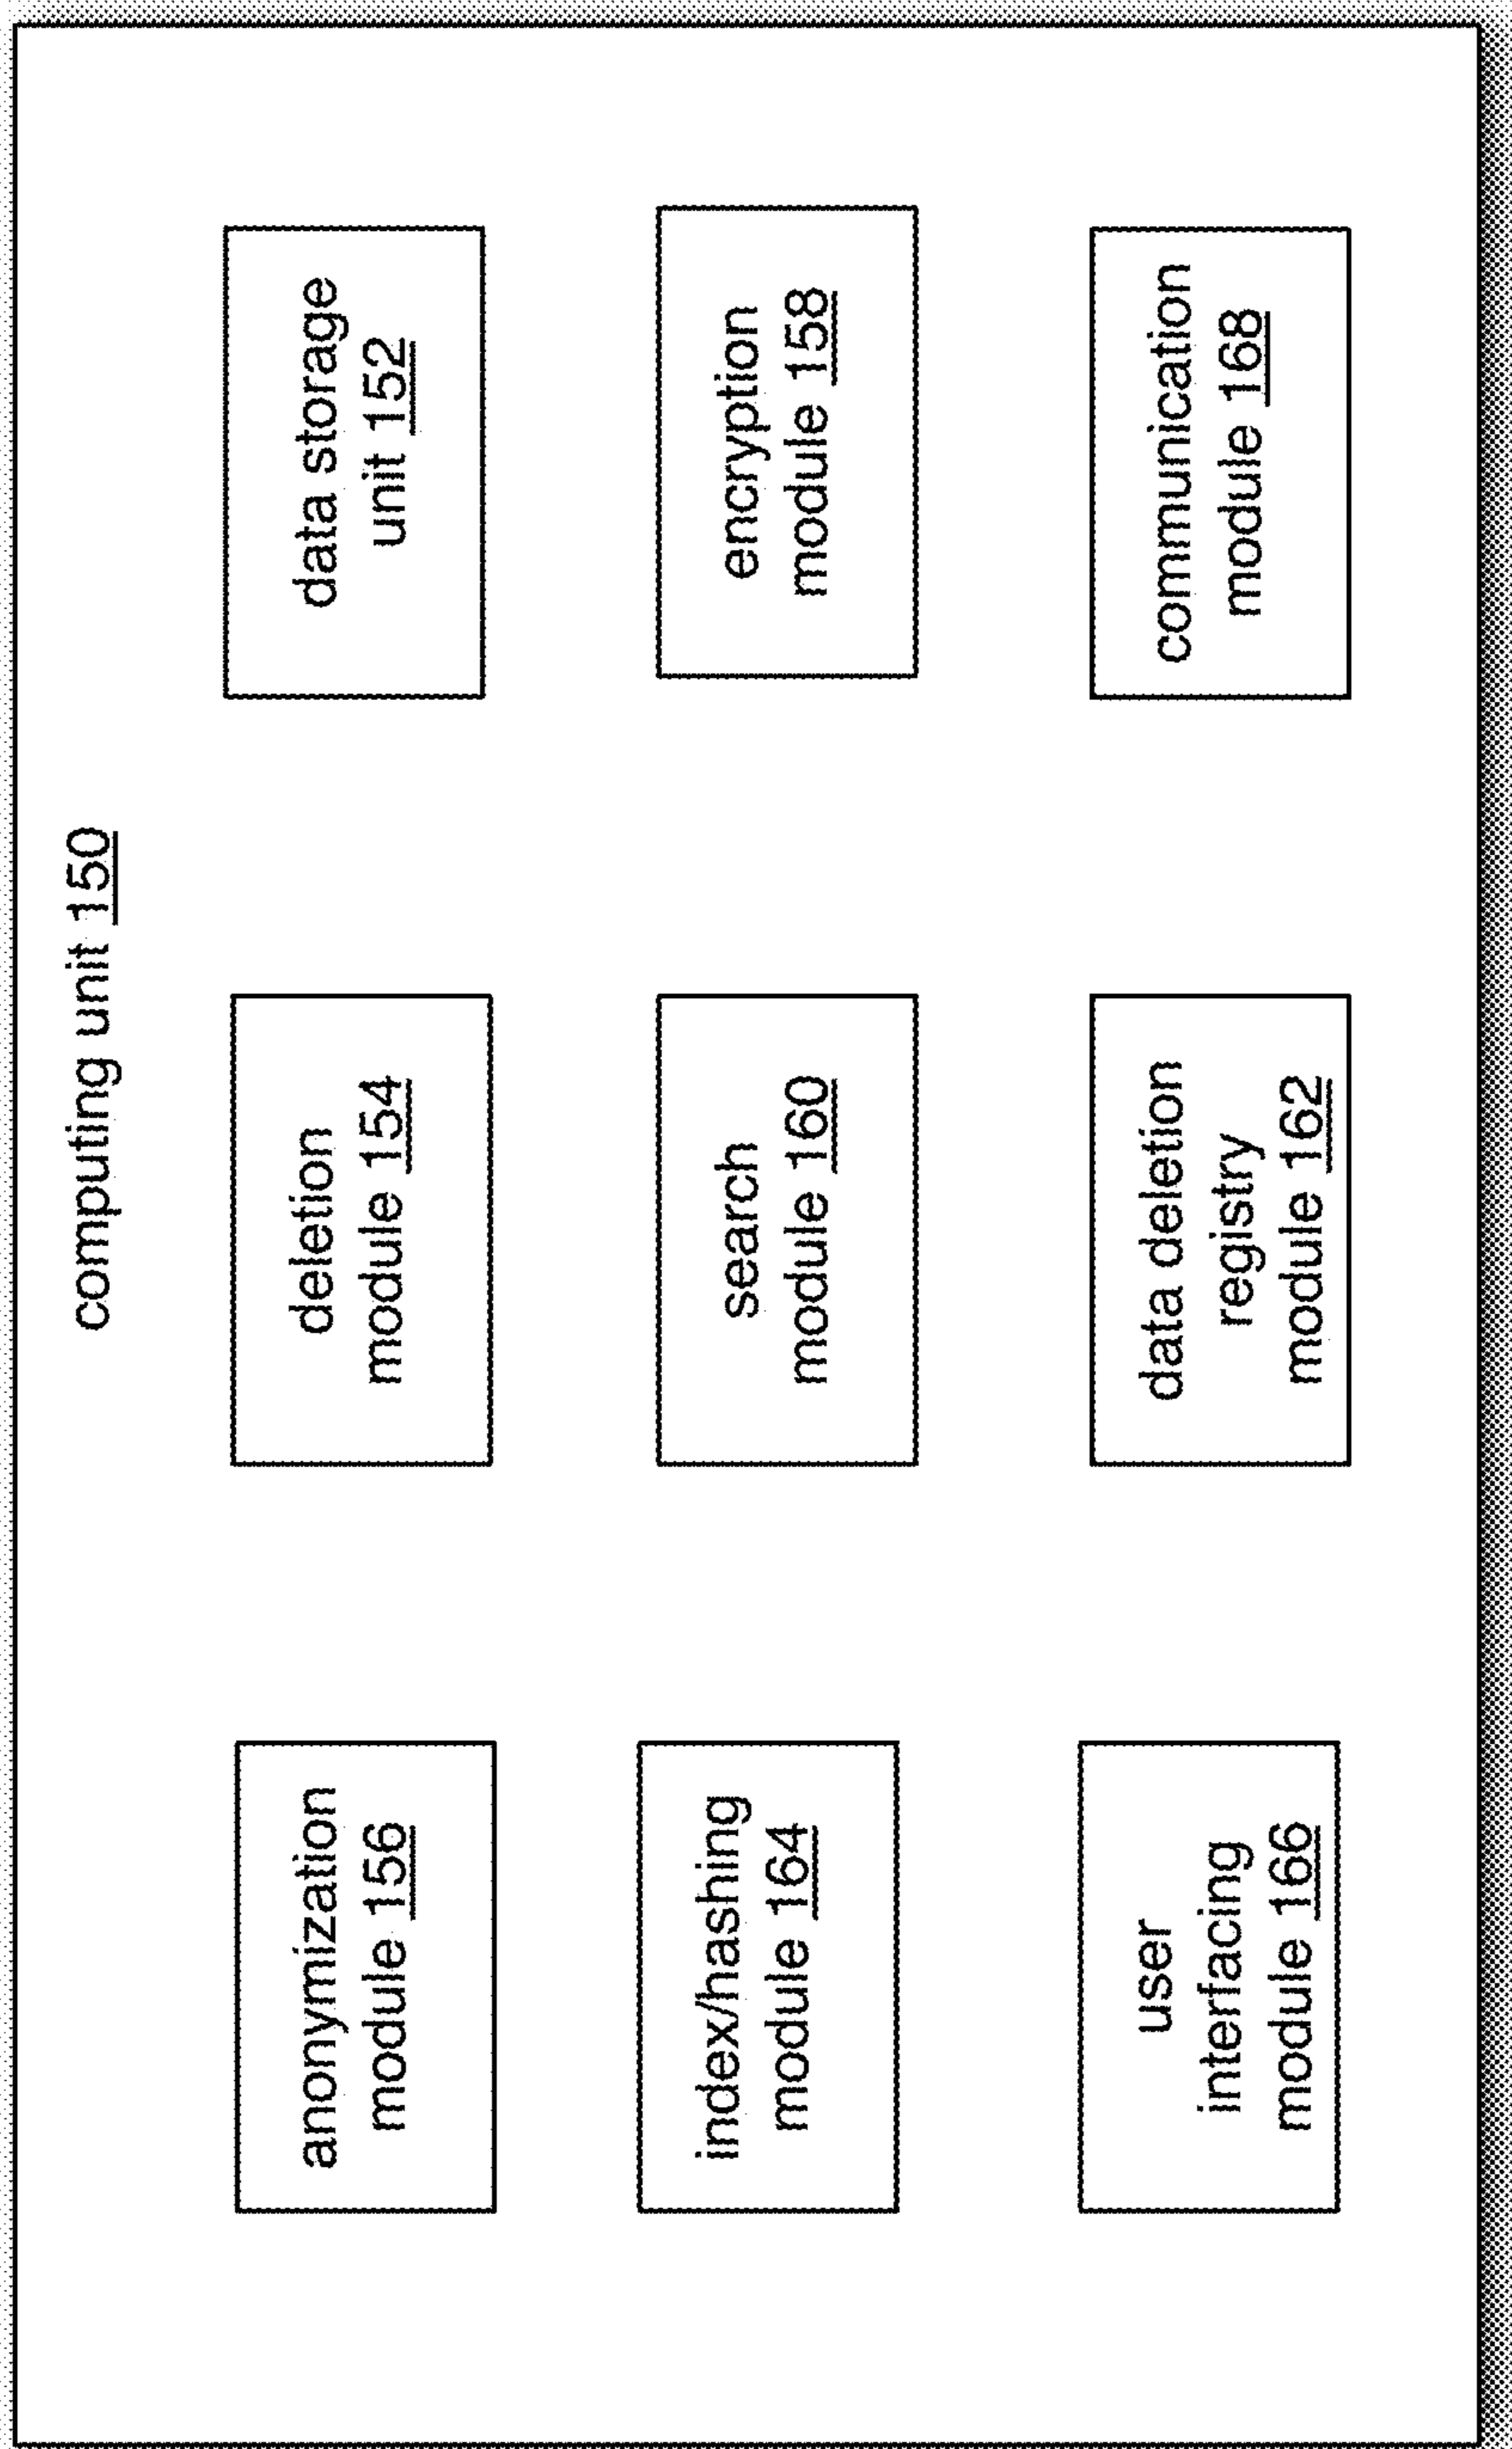 computing unit 150
anonymization
module 156
deletion
module 154
data storage
unit 152
index/hashing
module 164
search
module 160
encryption
module 158
user
interfacing
module 166
data deletion
registry
module 162
communication
module 168